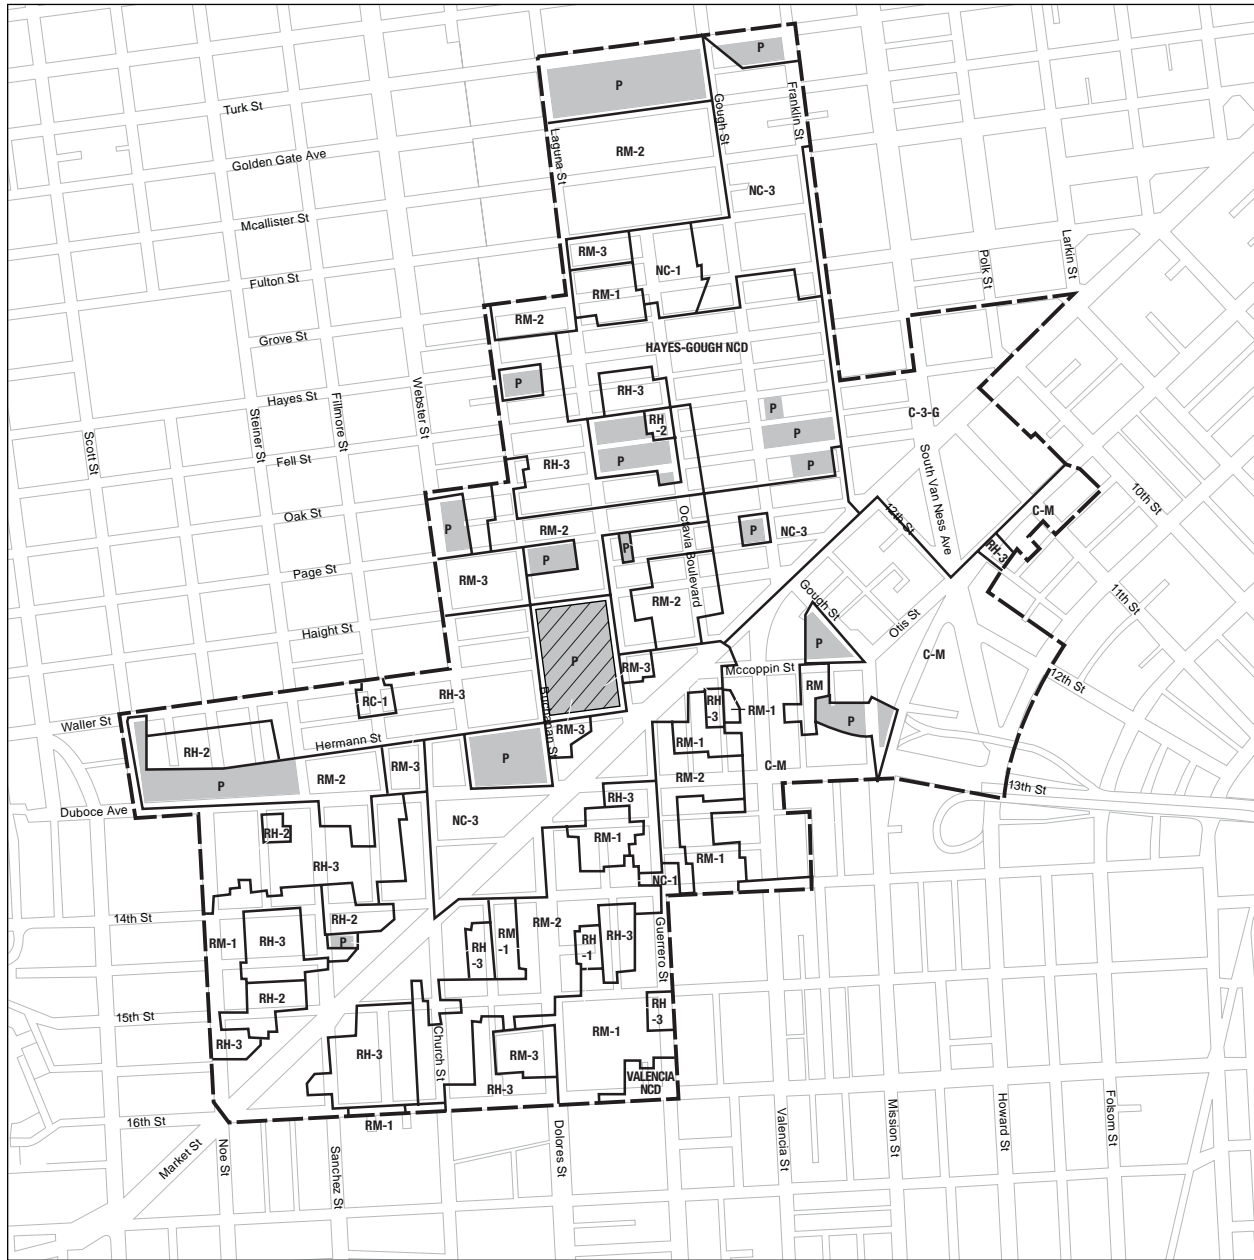 P
P
Turk St
Gough St
Franklin St
Laguna St
RM-2
Golden Gate Ave
NC-3
Mcallister St
Larkin St
RM-3
NC-1
Polk St
Fulton St
RM-1
RM-2
Grove St
HAYES-GOUGH NCD
P
RH-3
Webster St
Hayes St
Fillmore St
Steiner St
P
C-3-G
RH
-2
Scott St
P
Fell St
RH-3
P
P
South Van Ness Ave
10th St
Oak St
P
RM-2
Octavia Boulevard
P
NC-3
12th St
C-M
P
P
RH-3
Page St
RM-3
RM-2
Gough St
11th St
Otis St
Haight St
P
C-M
P
RM-3
Mccoppin St
12th St
RH-3
RM
Waller St
RC-1
Buchanan St
RH
-3
RM-1
P
RM-3
Hermann St
RM-1
RH-2
P
RM-3
RM-2
C-M
P
RM-2
13th St
Duboce Ave
RH-3
NC-3
RH-2
RM-1
RM-1
RH-3
NC-1
14th St
RH-2
RM-2
RM-1
RH-3
P
RH
-3
RM
-1
RH
-1
RH-3
Guerrero St
RH-2
RH
-3
15th St
RM-1
RH-3
RH-3
Church St
RM-3
VALENCIA
NCD
RH-3
16th St
RM-1
Market St
Noe St
Sanchez St
Dolores St
Valencia St
Mission St
Howard St
Folsom St